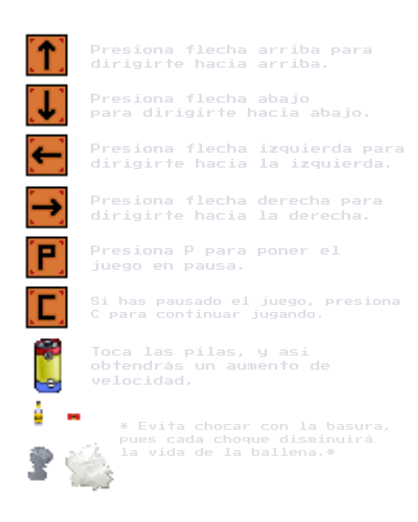 Presiona flecha arriba para
dirigirte hacia arriba.
Presiona flecha abajo
para dirigirte hacia abajo.
Presiona flecha izquierda para
dirigirte hacia la izquierda.
Presiona flecha derecha para
dirigirte hacia la derecha.
P
Presiona P para poner el
juego en pausa.
C
Si has pausado el juego, presiona
C para continuar jugando.
Toca las pilas, y asi
obtendrás un aumento de
velocidad.
* Evita chocar con la basura,
pues cada choque disminuirá
la vida de la ballena.*